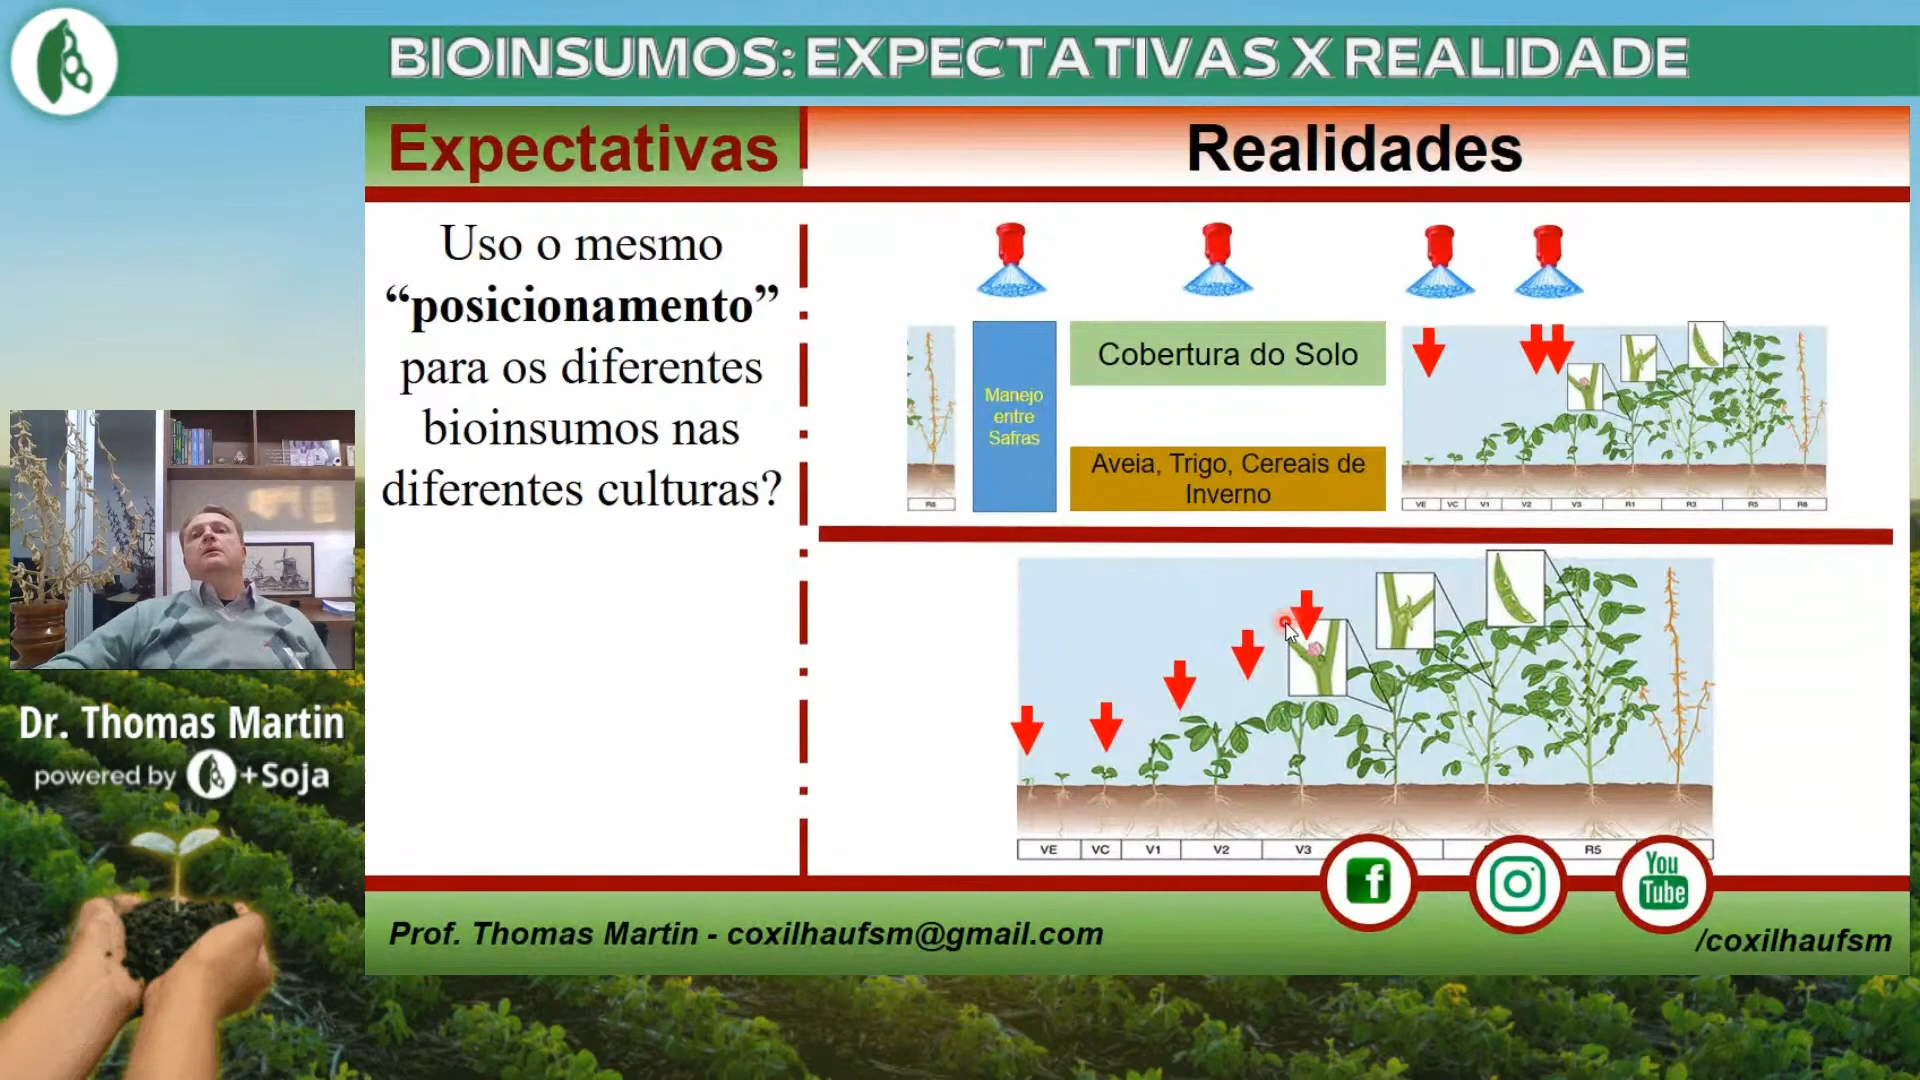 BIOINSUMOS: EXPECTATIVAS X REALIDADE
Expectativas
Realidades
Uso o mesmo
“posicionamento”
para os diferentes
bioinsumos nas
diferentes culturas?
Manejo
entre
Safras
Cobertura do Solo
Aveia, Trigo, Cereais de
Inverno
R8
VE VC V1 V2 V3 R1 R3 R5 R8
VE VC V1 V2 V3 R5
Dr. Thomas Martin
powered by +Soja
f
You
Tube
Prof. Thomas Martin - coxilhaufsm@gmail.com
/coxilhaufsm